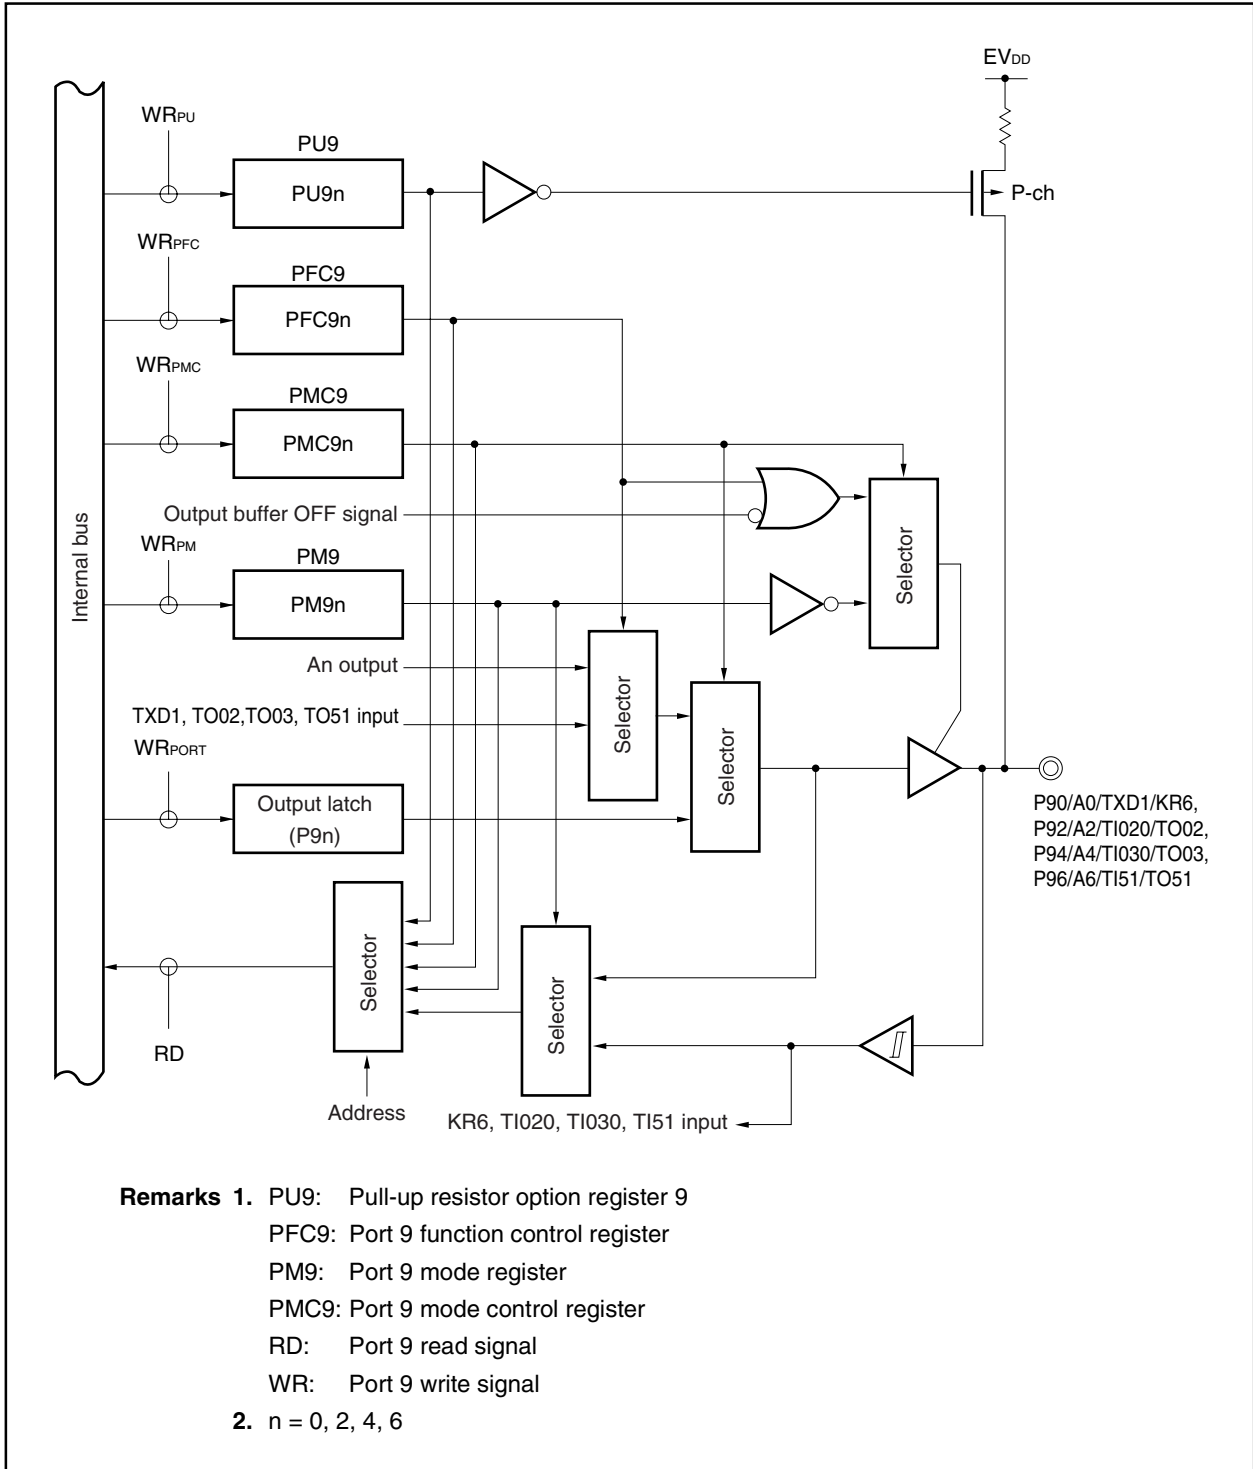 EVDD
WRPU
PU9
PU9n
P-ch
WRPFC
PFC9
PFC9n
WRPMC
PMC9
PMC9n
Output buffer OFF signal
Selector
Internal bus
WRPM
PM9
PM9n
An output
Selector
TXD1, TO02,TO03, TO51 input
Selector
WRPORT
Output latch
(P9n)
P90/A0/TXD1/KR6,
P92/A2/TI020/TO02,
P94/A4/TI030/TO03,
P96/A6/TI51/TO51
Selector
Selector
RD
Address
KR6, TI020, TI030, TI51 input
Remarks 1. PU9: Pull-up resistor option register 9
PFC9: Port 9 function control register
PM9: Port 9 mode register
PMC9: Port 9 mode control register
RD: Port 9 read signal
WR: Port 9 write signal
2. n = 0, 2, 4, 6